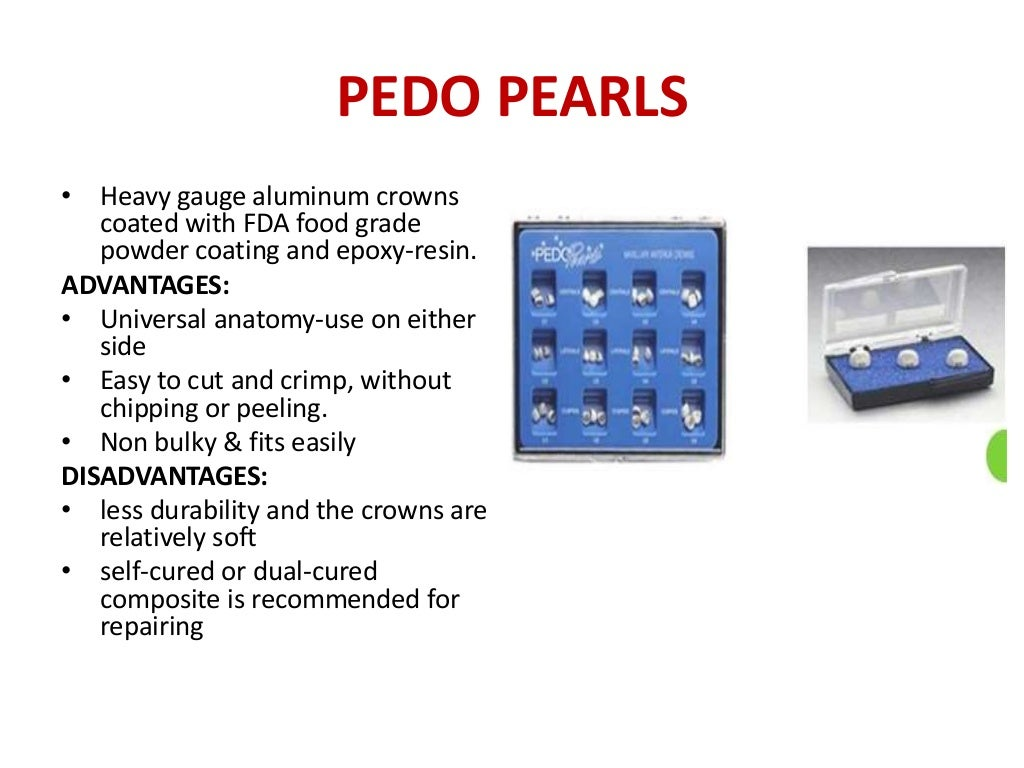 PEDO PEARLS
• Heavy gauge aluminum crowns
coated with FDA food grade
powder coating and epoxy-resin.
ADVANTAGES:
• Universal anatomy-use on either
side
• Easy to cut and crimp, without
chipping or peeling.
• Non bulky & fits easily
DISADVANTAGES:
• less durability and the crowns are
relatively soft
• self-cured or dual-cured
composite is recommended for
repairing
PEDO Pearls
MAXILLARY ANTERIOR CROWNS